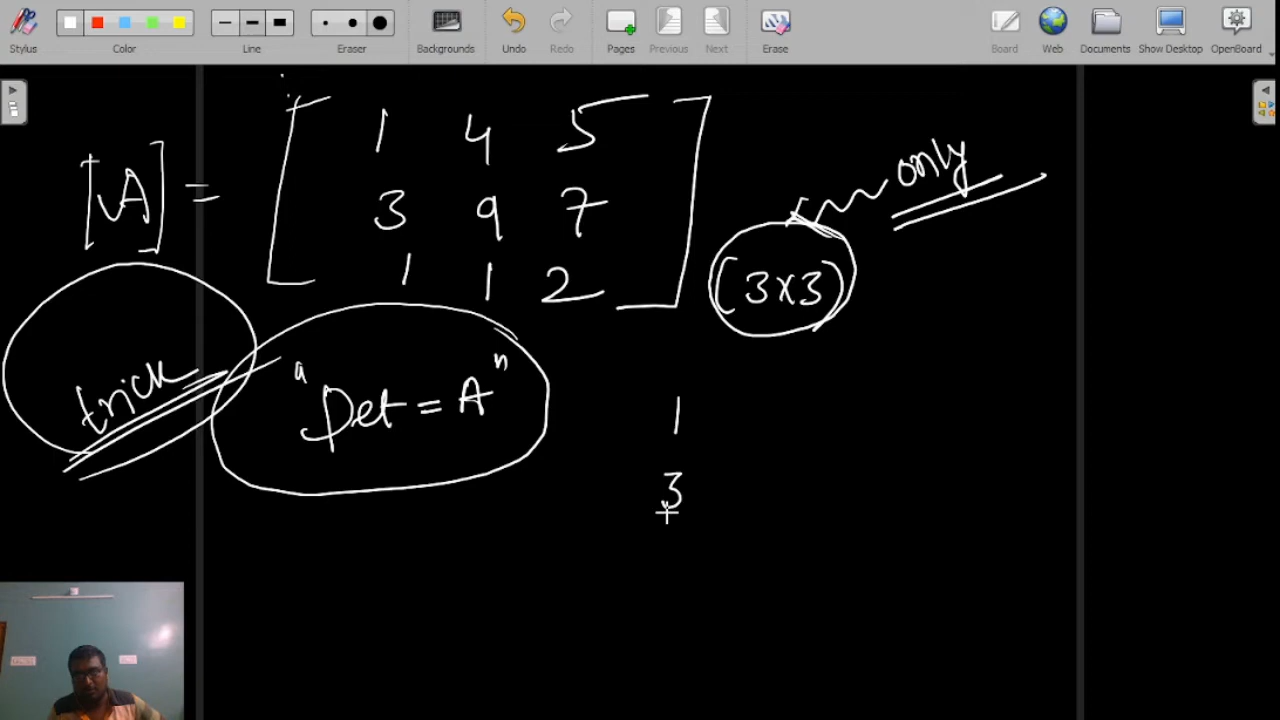 Stylus
Color
Line
Eraser
Backgrounds
Undo
Redo
Pages
Previous
Next
Erase
Board
Web
Documents
Show Desktop
OpenBoard
[A] =
1 4 5
3 9 7
1 1 2
(3x3)
only
trick
"Det = A"
1
3